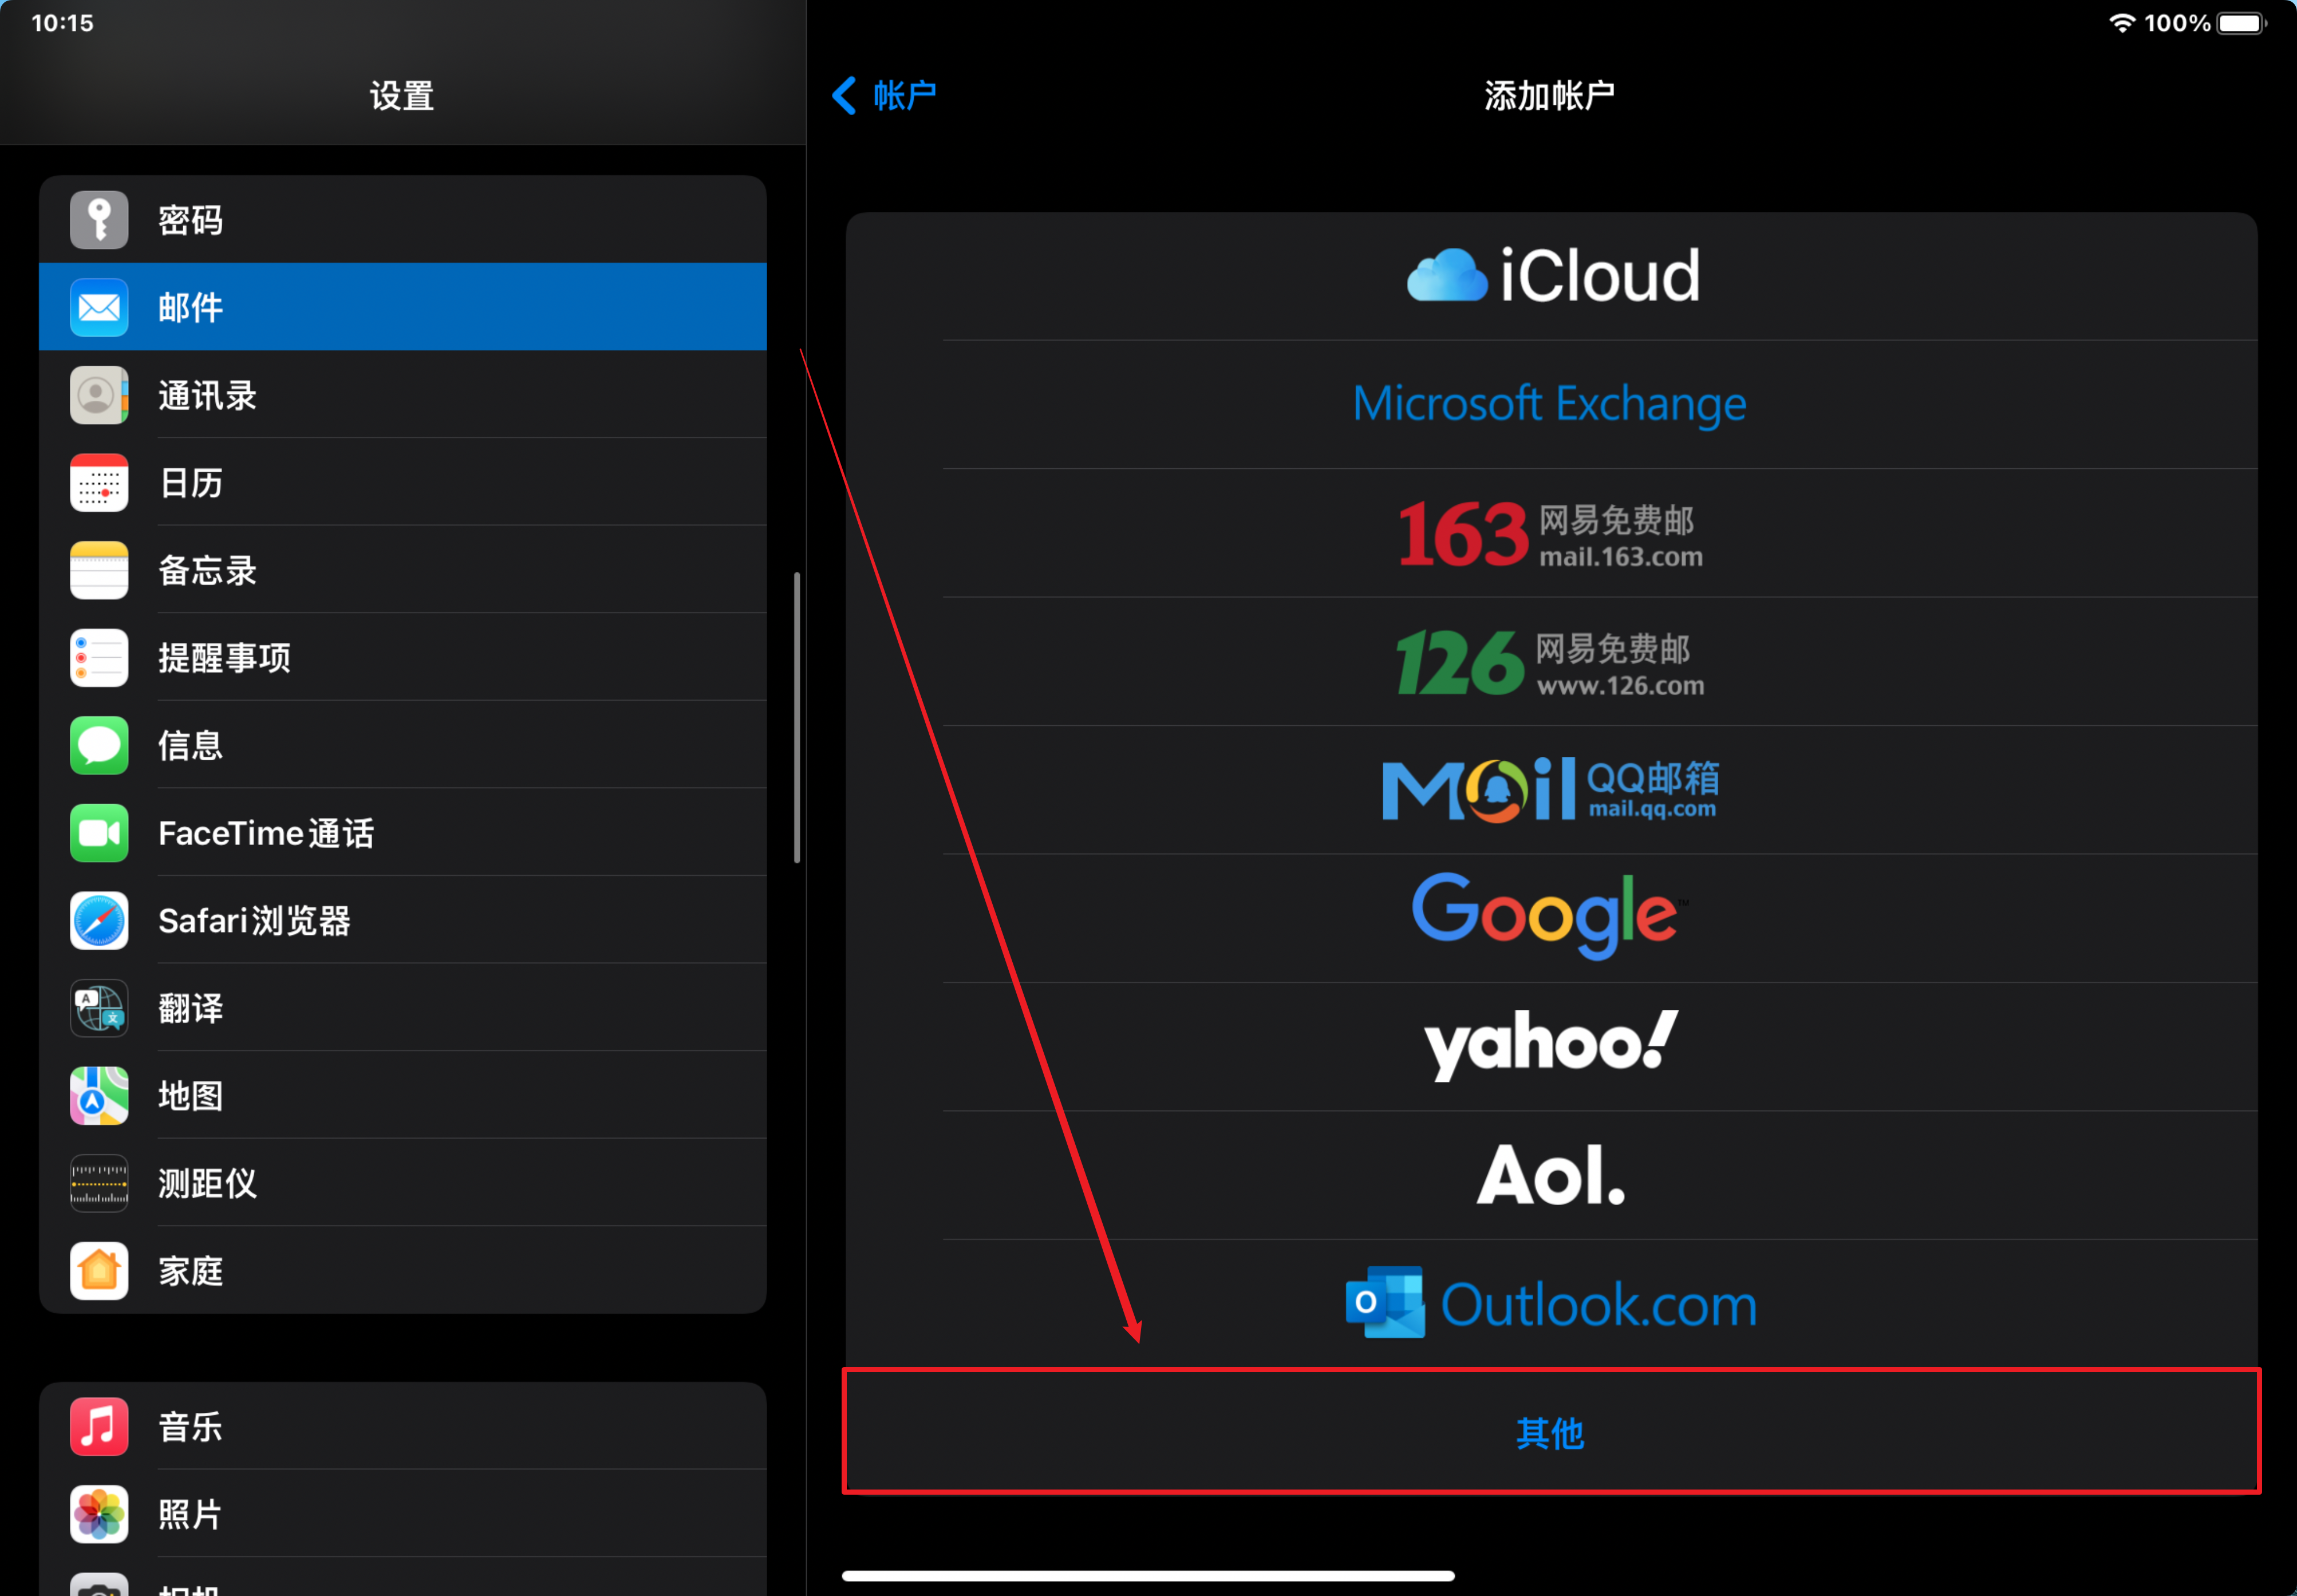 10:15
100%
设置
密码
邮件
通讯录
日历
备忘录
提醒事项
信息
FaceTime通话
Safari浏览器
翻译
地图
测距仪
家庭
音乐
照片
帐户
添加帐户
iCloud
Microsoft Exchange
163 网易免费邮
mail.163.com
126 网易免费邮
www.126.com
Mail QQ邮箱
mail.qq.com
Google™
yahoo!
Aol.
Outlook.com
其他